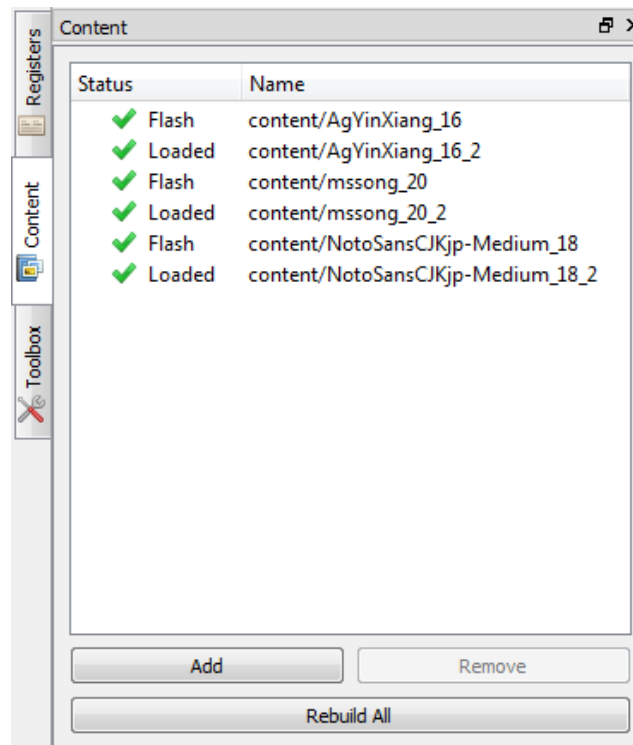 Registers
Content
Toolbox
Content
Status Name
Flash content/AgYinXiang_16
Loaded content/AgYinXiang_16_2
Flash content/mssong_20
Loaded content/mssong_20_2
Flash content/NotoSansCJKjp-Medium_18
Loaded content/NotoSansCJKjp-Medium_18_2
Add Remove
Rebuild All